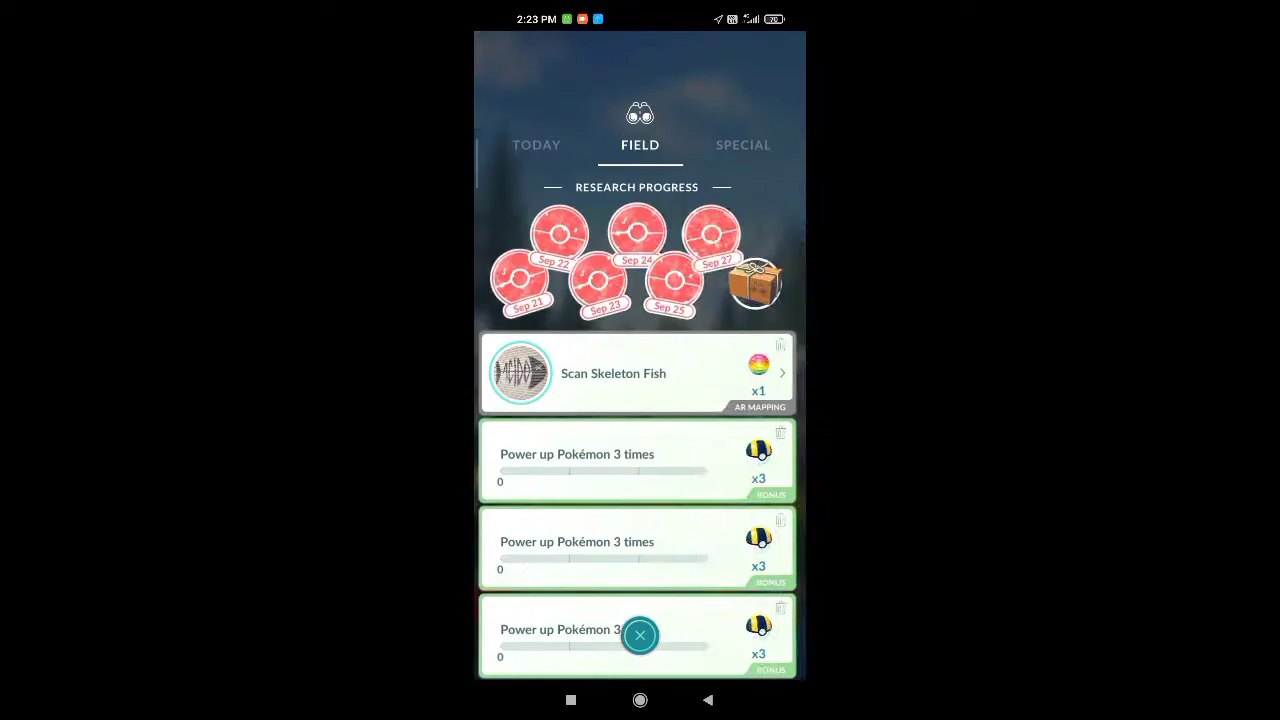 2:23 PM
70
TODAY
FIELD
SPECIAL
RESEARCH PROGRESS
Sep 22
Sep 24
Sep 27
Sep 21
Sep 23
Sep 25
MEIDO
Scan Skeleton Fish
x1
AR MAPPING
Power up Pokémon 3 times
0
x3
BONUS
Power up Pokémon 3 times
0
x3
BONUS
Power up Pokémon 3
0
x3
BONUS